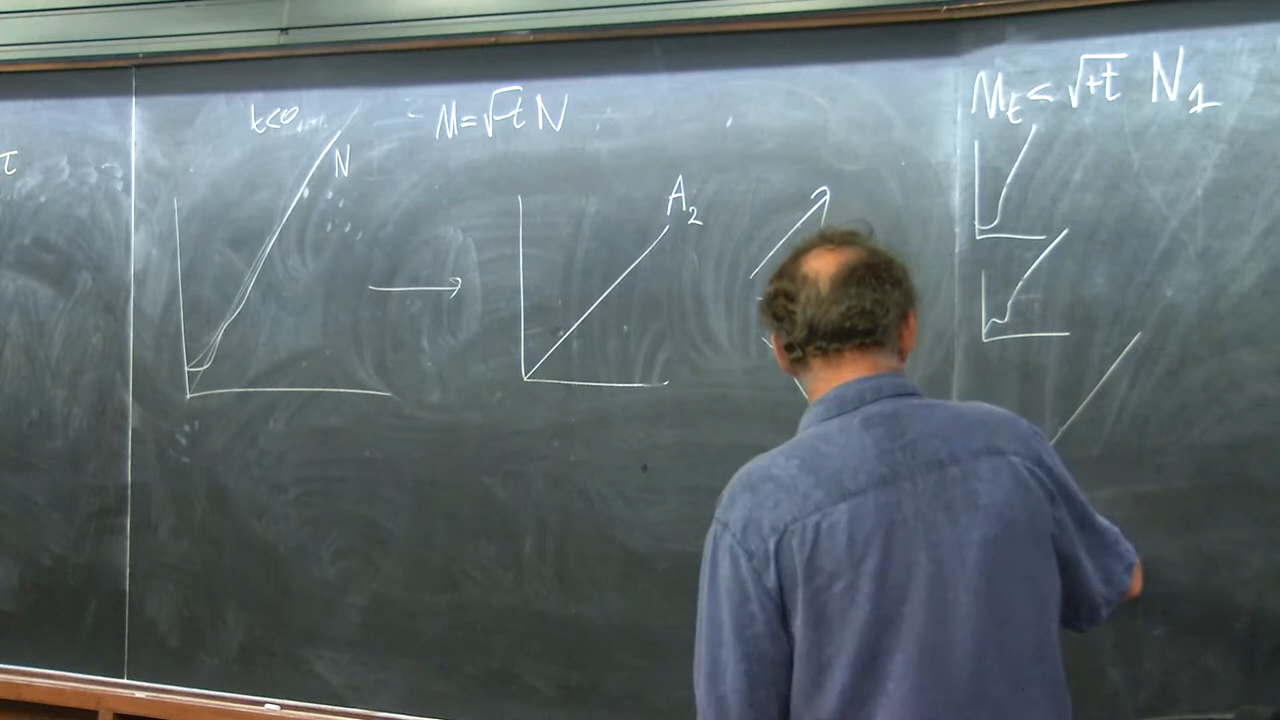 τ
t<0
N
M=√-t N
A₂
Mₜ< √+t N₁